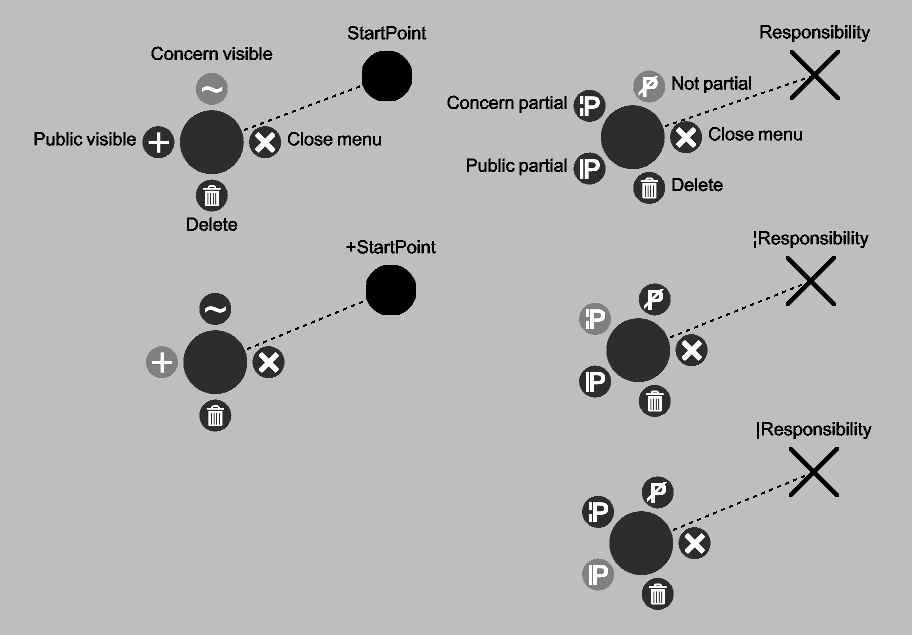 StartPoint
Concern visible
~
Public visible
+
Close menu
Delete
Responsibility
Not partial
P
Concern partial
¦P
Close menu
Public partial
|P
Delete
+StartPoint
~
+
¦Responsibility
P
¦P
|P
|Responsibility
P
¦P
|P